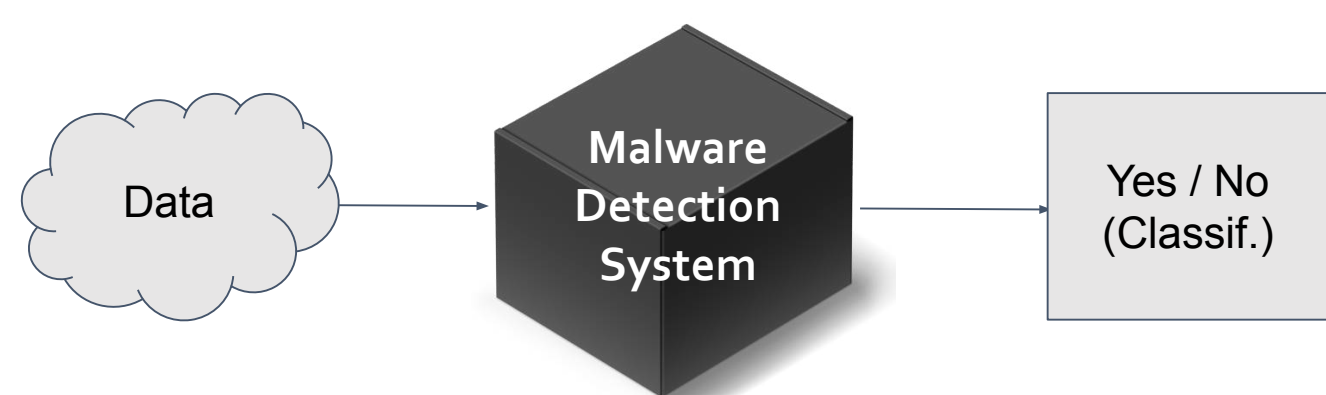 Data
Malware
Detection
System
Yes / No
(Classif.)